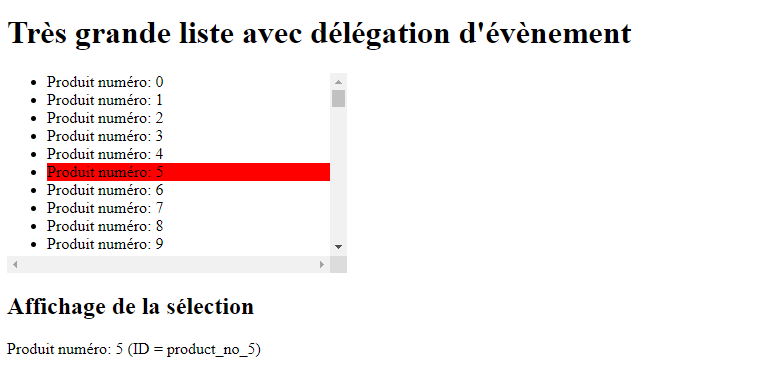 Très grande liste avec délégation d'évènement
Produit numéro: 0
Produit numéro: 1
Produit numéro: 2
Produit numéro: 3
Produit numéro: 4
Produit numéro: 5
Produit numéro: 6
Produit numéro: 7
Produit numéro: 8
Produit numéro: 9
Affichage de la sélection
Produit numéro: 5 (ID = product_no_5)